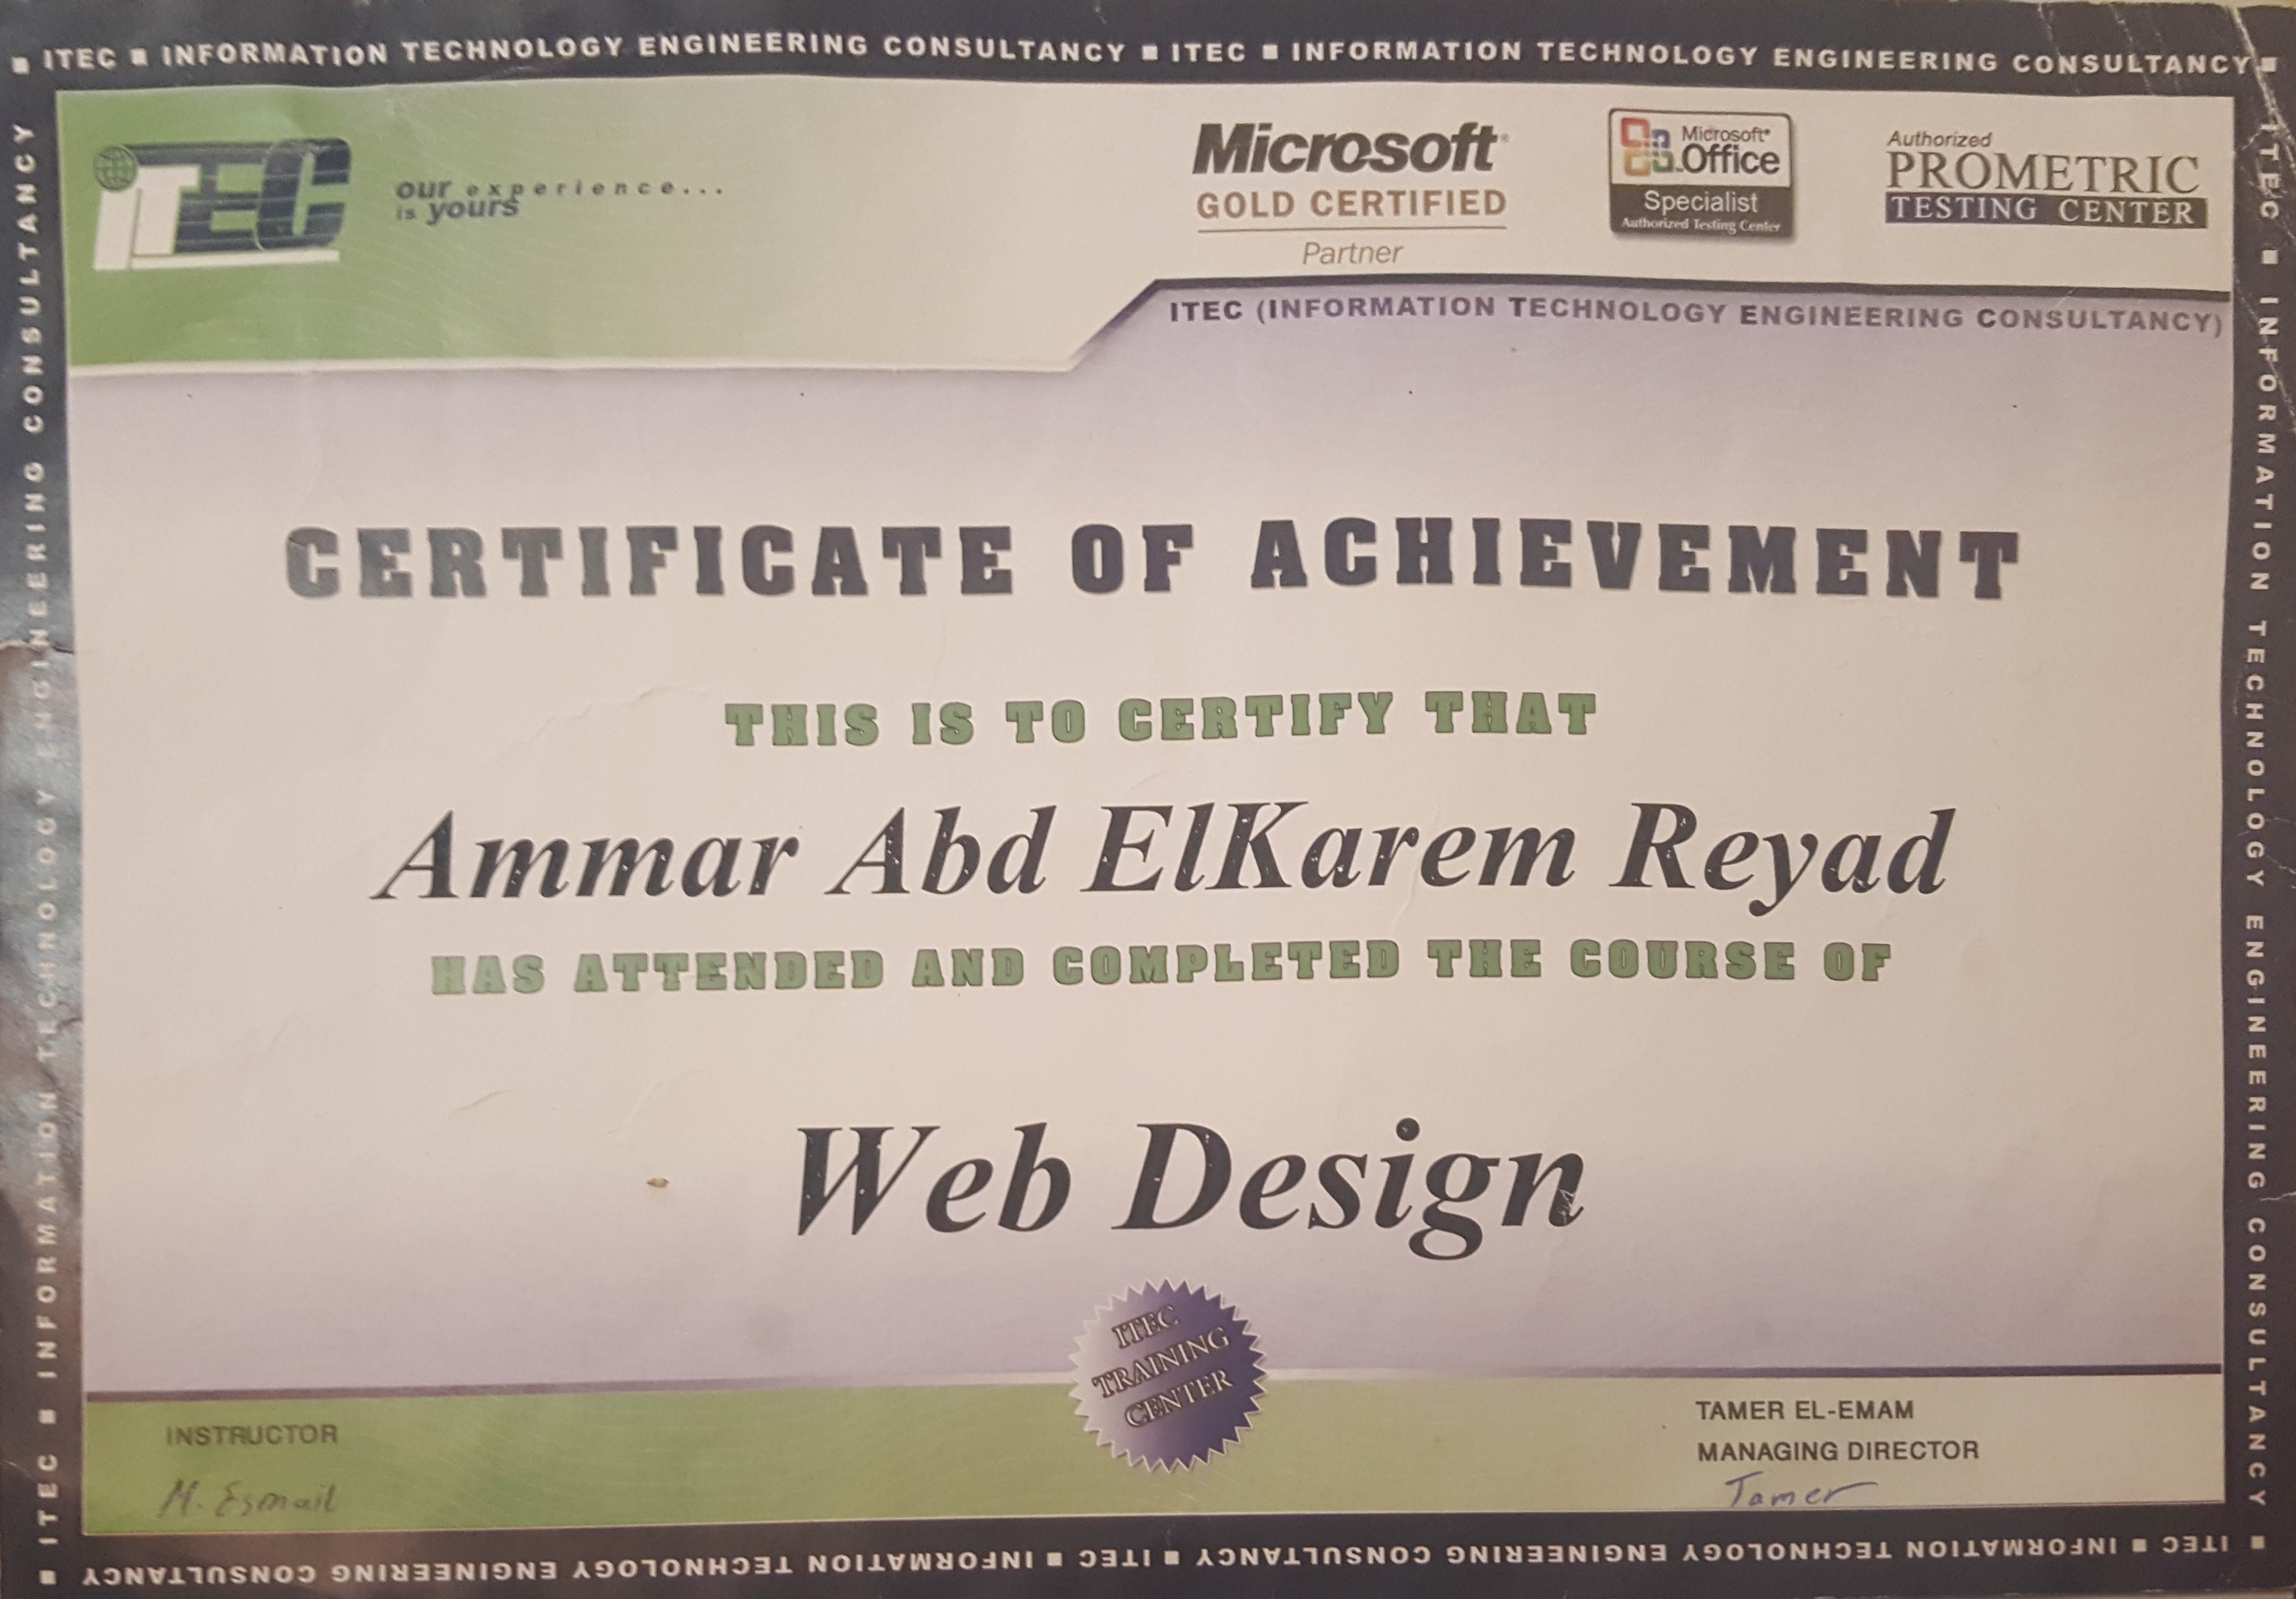 ■ ITEC ■ INFORMATION TECHNOLOGY ENGINEERING CONSULTANCY ■ ITEC ■ INFORMATION TECHNOLOGY ENGINEERING CONSULTANCY ■
iTEC
our experience...
is yours
Microsoft
GOLD CERTIFIED
Partner
Microsoft
Office
Specialist
Authorized Testing Center
Authorized
PROMETRIC
TESTING CENTER
ITEC (INFORMATION TECHNOLOGY ENGINEERING CONSULTANCY)
CERTIFICATE OF ACHIEVEMENT
THIS IS TO CERTIFY THAT
Ammar Abd ElKarem Reyad
HAS ATTENDED AND COMPLETED THE COURSE OF
Web Design
ITEC
TRAINING
CENTER
INSTRUCTOR
M. Esmail
TAMER EL-EMAM
MANAGING DIRECTOR
Tamer
ITEC ■ INFORMATION TECHNOLOGY ENGINEERING CONSULTANCY
■ ITEC ■ INFORMATION TECHNOLOGY ENGINEERING CONSULTANCY
■ ITEC ■ INFORMATION TECHNOLOGY ENGINEERING CONSULTANCY ■ ITEC ■ INFORMATION TECHNOLOGY ENGINEERING CONSULTANCY ■